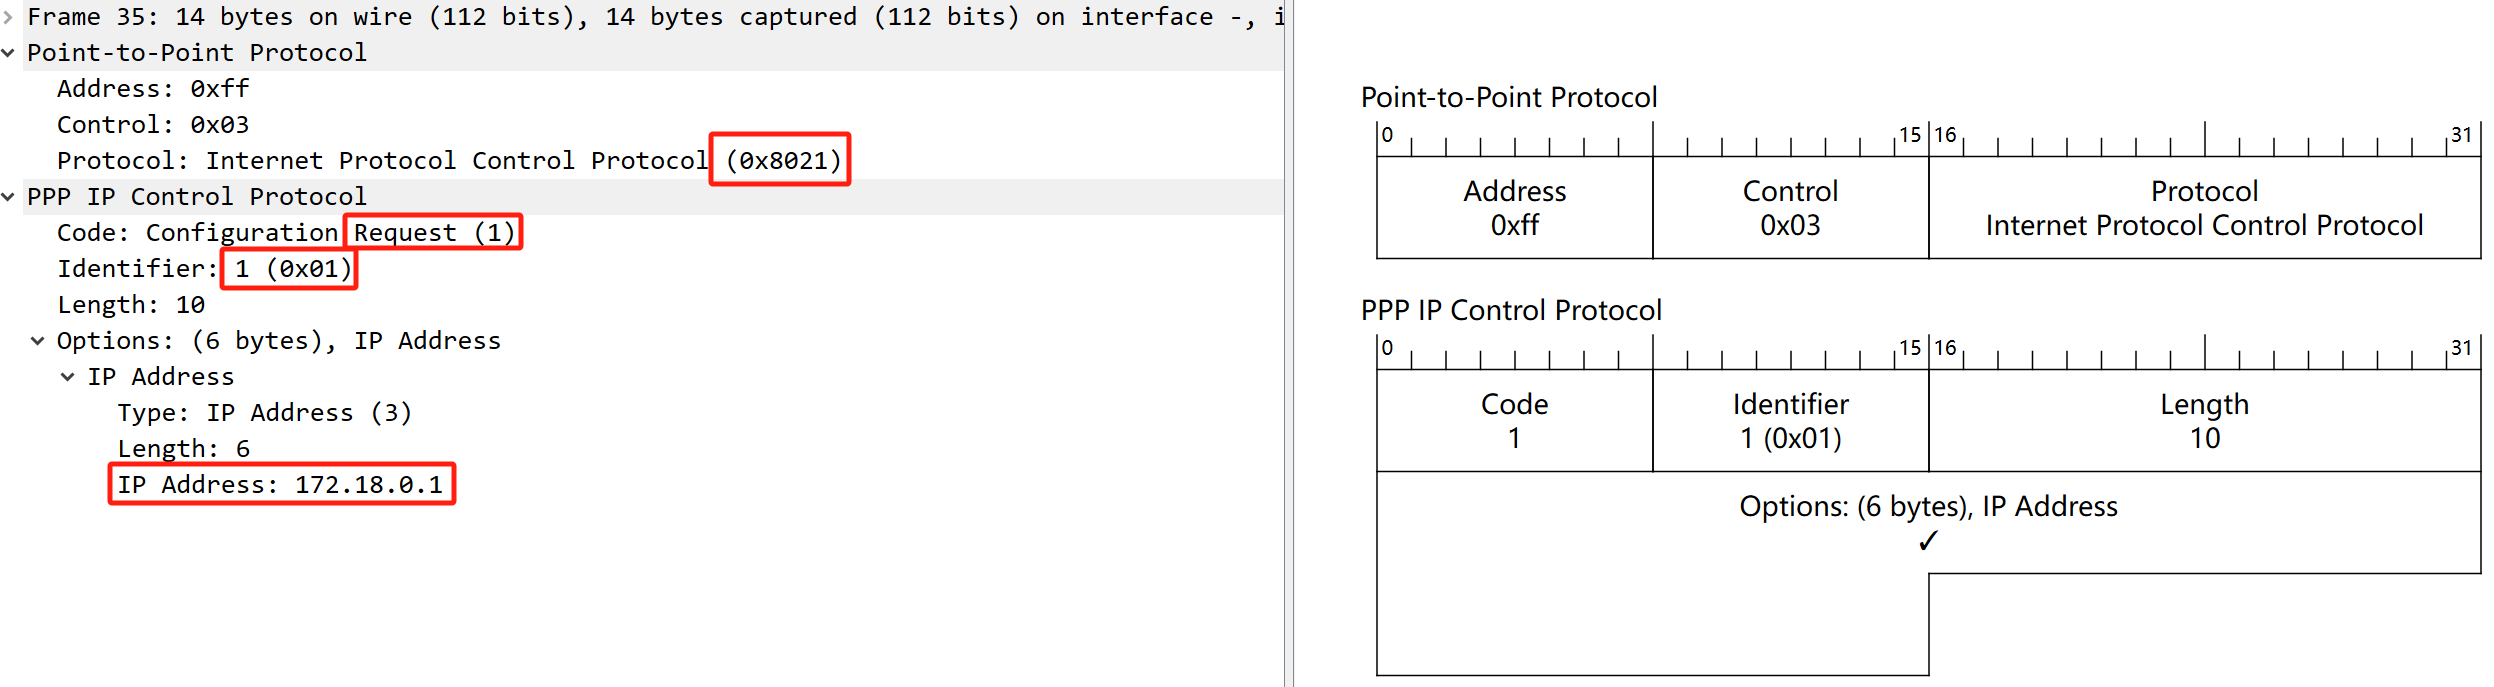 Frame 35: 14 bytes on wire (112 bits), 14 bytes captured (112 bits) on interface -, i
Point-to-Point Protocol
Address: 0xff
Control: 0x03
Protocol: Internet Protocol Control Protocol (0x8021)
PPP IP Control Protocol
Code: Configuration Request (1)
Identifier: 1 (0x01)
Length: 10
Options: (6 bytes), IP Address
IP Address
Type: IP Address (3)
Length: 6
IP Address: 172.18.0.1
Point-to-Point Protocol
0 15 16 31
Address Control Protocol
0xff 0x03 Internet Protocol Control Protocol
PPP IP Control Protocol
0 15 16 31
Code Identifier Length
1 1 (0x01) 10
Options: (6 bytes), IP Address
✓